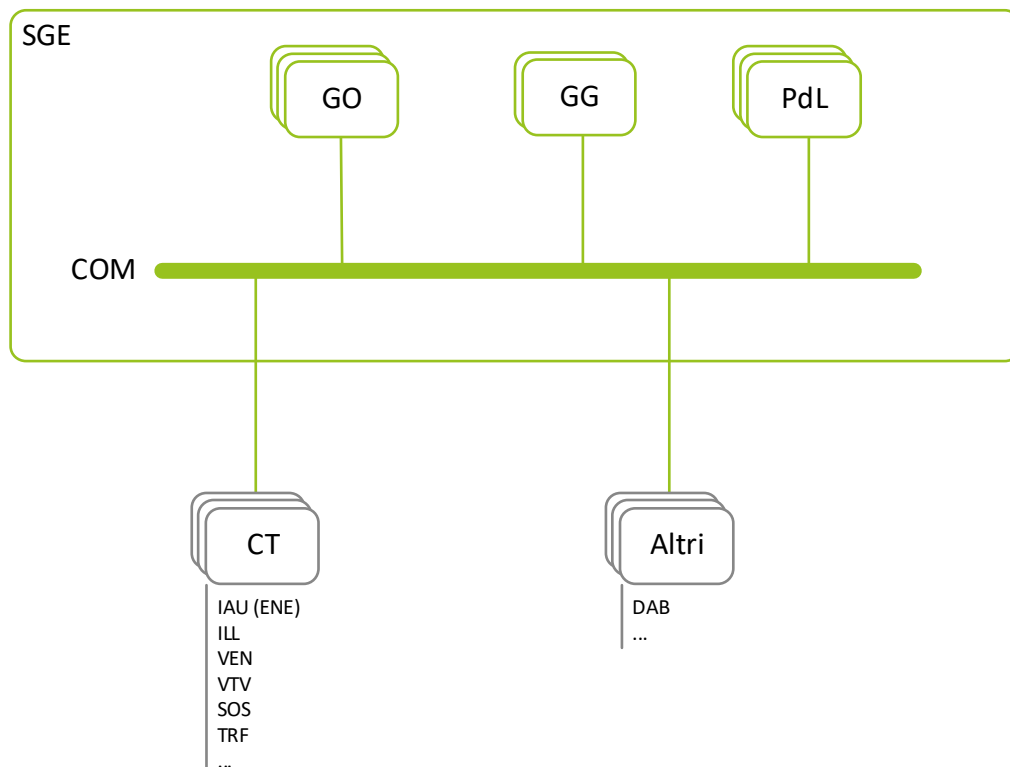 SGE
GO
GG
PdL
COM
CT
Altri
IAU (ENE)
ILL
VEN
VTV
SOS
TRF
...
DAB
...